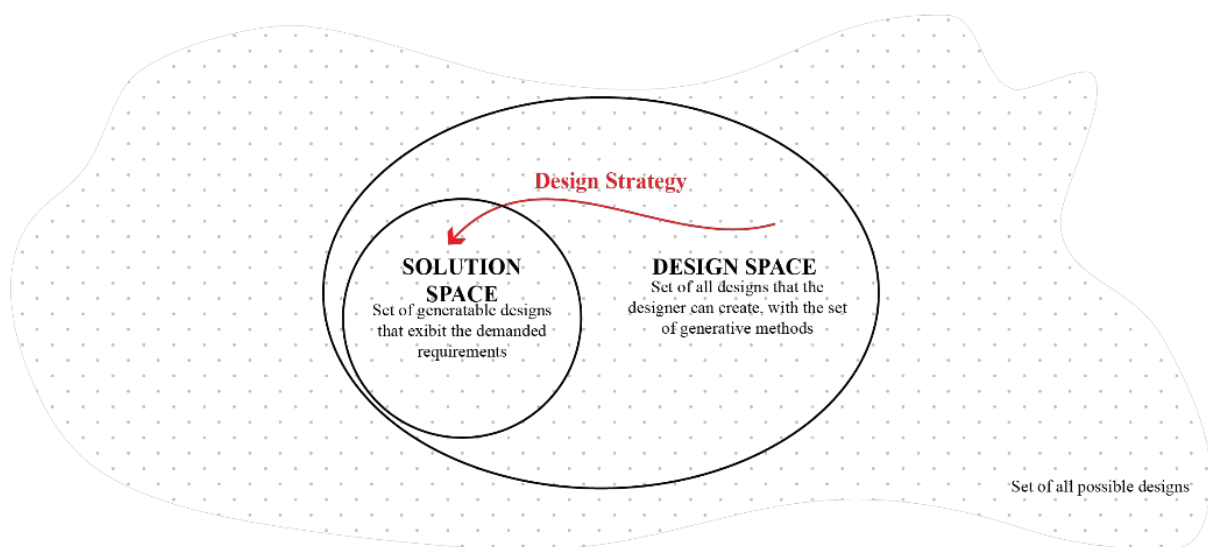 Design Strategy
SOLUTION
SPACE
Set of generatable designs
that exibit the demanded
requirements
DESIGN SPACE
Set of all designs that the
designer can create, with the set
of generative methods
Set of all possible designs